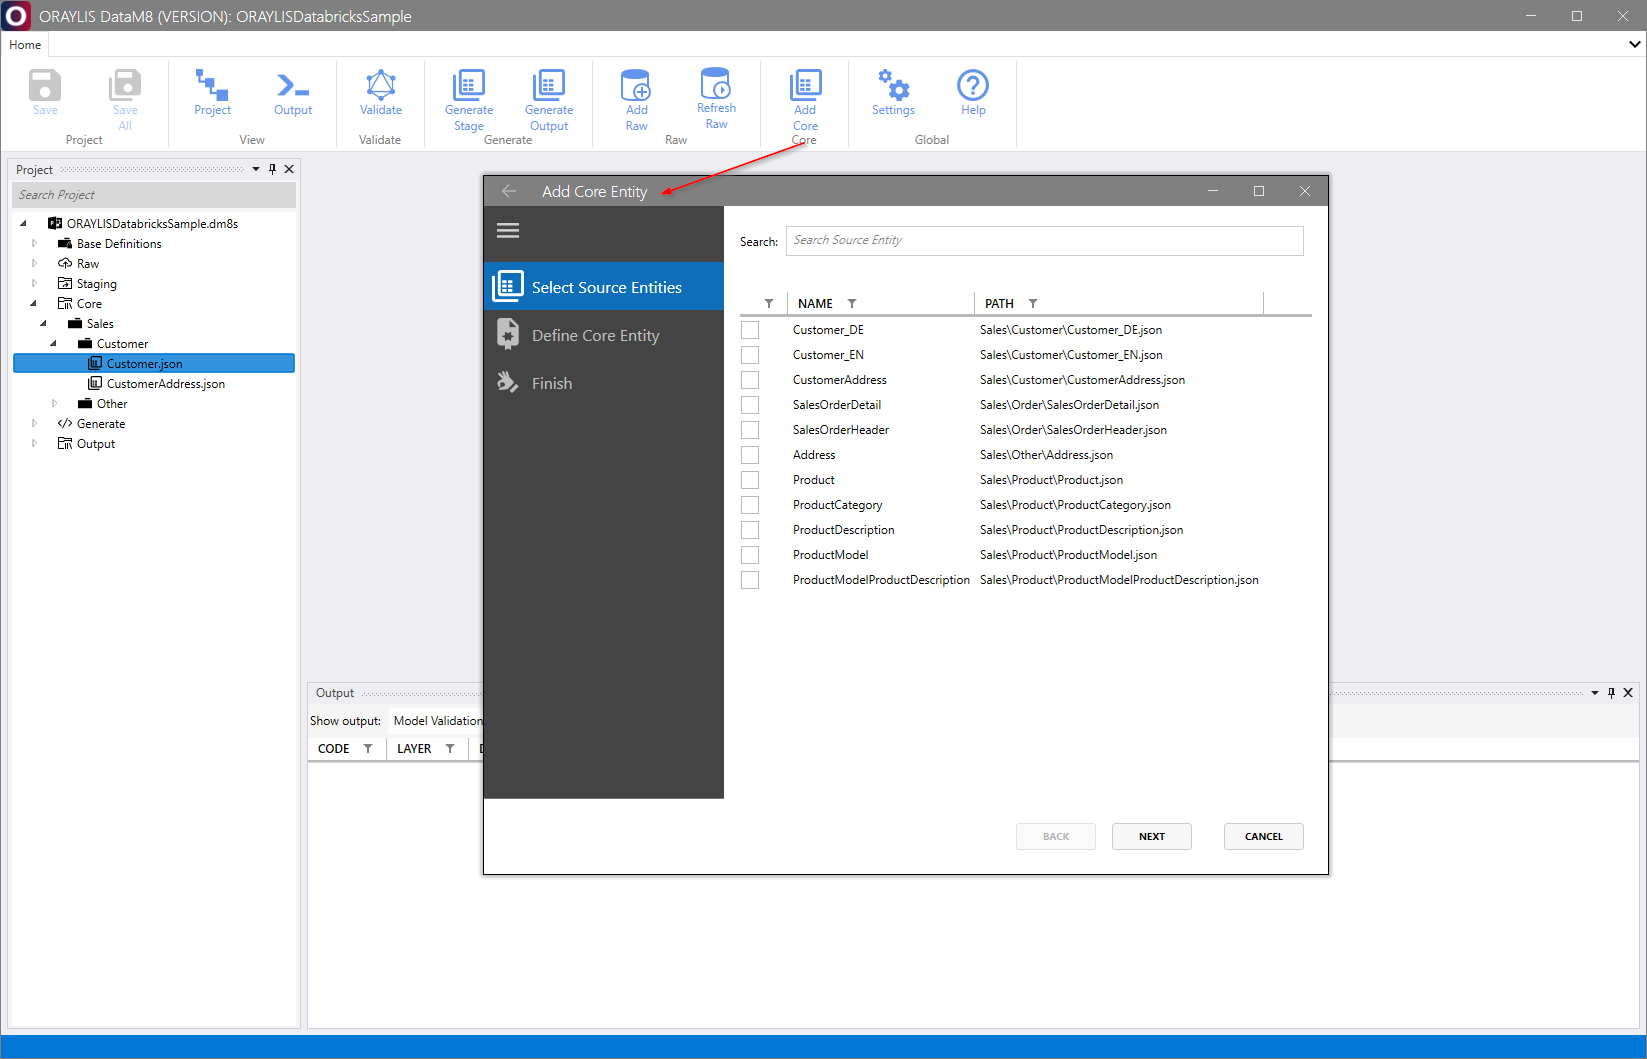 ORAYLIS DataM8 (VERSION): ORAYLISDatabricksSample
Home
Save
Save All
Project
Project
Output
View
Validate
Validate
Generate Stage
Generate Output
Generate
Add Raw
Refresh Raw
Raw
Add Core
Core
Settings
Help
Global
Project
Search Project
ORAYLISDatabricksSample.dm8s
Base Definitions
Raw
Staging
Core
Sales
Customer
Customer.json
CustomerAddress.json
Other
Generate
Output
Add Core Entity
Select Source Entities
Define Core Entity
Finish
Search: Search Source Entity
NAME PATH
Customer_DE Sales\Customer\Customer_DE.json
Customer_EN Sales\Customer\Customer_EN.json
CustomerAddress Sales\Customer\CustomerAddress.json
SalesOrderDetail Sales\Order\SalesOrderDetail.json
SalesOrderHeader Sales\Order\SalesOrderHeader.json
Address Sales\Other\Address.json
Product Sales\Product\Product.json
ProductCategory Sales\Product\ProductCategory.json
ProductDescription Sales\Product\ProductDescription.json
ProductModel Sales\Product\ProductModel.json
ProductModelProductDescription Sales\Product\ProductModelProductDescription.json
BACK NEXT CANCEL
Output
Show output: Model Validation
CODE LAYER